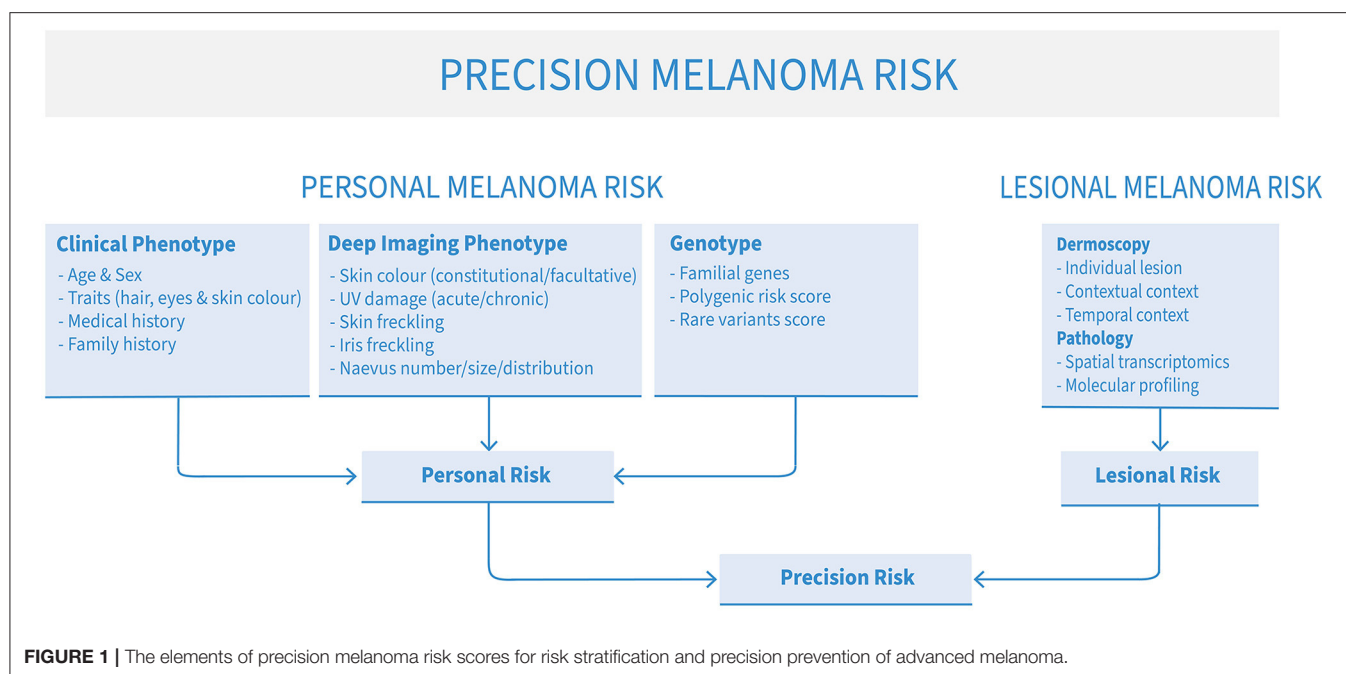 PRECISION MELANOMA RISK
PERSONAL MELANOMA RISK
Clinical Phenotype
- Age & Sex
- Traits (hair, eyes & skin colour)
- Medical history
- Family history
Deep Imaging Phenotype
- Skin colour (constitutional/facultative)
- UV damage (acute/chronic)
- Skin freckling
- Iris freckling
- Naevus number/size/distribution
Genotype
- Familial genes
- Polygenic risk score
- Rare variants score
Personal Risk
LESIONAL MELANOMA RISK
Dermoscopy
- Individual lesion
- Contextual context
- Temporal context
Pathology
- Spatial transcriptomics
- Molecular profiling
Lesional Risk
Precision Risk
FIGURE 1 | The elements of precision melanoma risk scores for risk stratification and precision prevention of advanced melanoma.